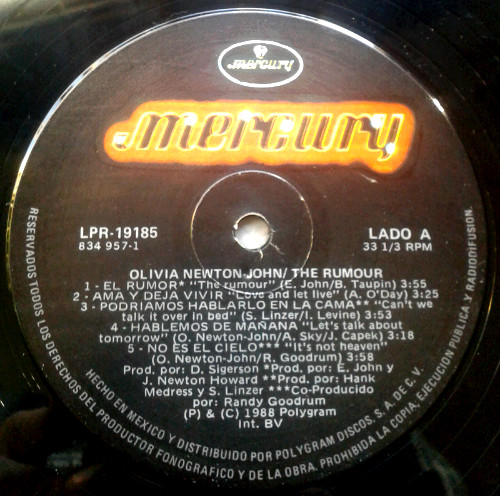 mercury
mercury
LPR-19185
834 957-1
LADO A
33 1/3 RPM
OLIVIA NEWTON-JOHN/ THE RUMOUR
1 - EL RUMOR* "The rumour" (E. John/B. Taupin) 3:55
2 - AMA Y DEJA VIVIR "Love and let live" (A. O'Day) 3:25
3 - PODRIAMOS HABLARLO EN LA CAMA** "Can't we
talk it over in bed" (S. Linzer/I. Levine) 3:53
4 - HABLEMOS DE MAÑANA "Let's talk about
tomorrow" (O. Newton-John/A. Sky/J. Capek) 3:18
5 - NO ES EL CIELO*** "It's not heaven"
(O. Newton-John/R. Goodrum) 3:58
Prod. por: D. Sigerson *Prod. por: E. John y
J. Newton Howard **Prod. por: Hank
Medress y S. Linzer ***Co-Producido
por: Randy Goodrum
(P) & (C) 1988 Polygram
Int. BV
HECHO EN MEXICO Y DISTRIBUIDO POR POLYGRAM DISCOS, S. A. DE C. V.
RESERVADOS TODOS LOS DERECHOS DEL PRODUCTOR FONOGRAFICO Y DE LA OBRA. PROHIBIDA LA COPIA, EJECUCION PUBLICA Y RADIODIFUSION.